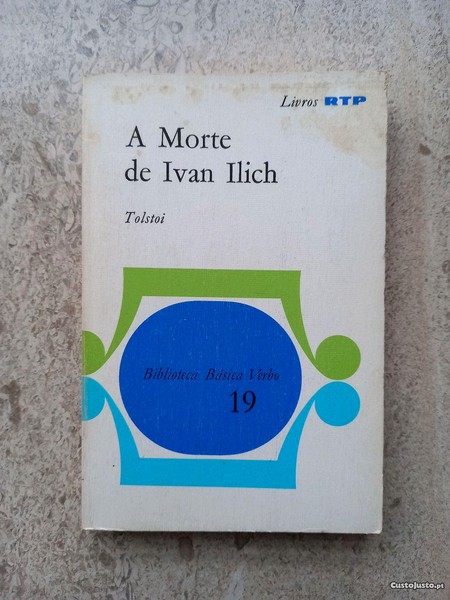 Livros RTP
A Morte
de Ivan Ilich
Tolstoi
Biblioteca Básica Verbo
19
CustoJusto.pt